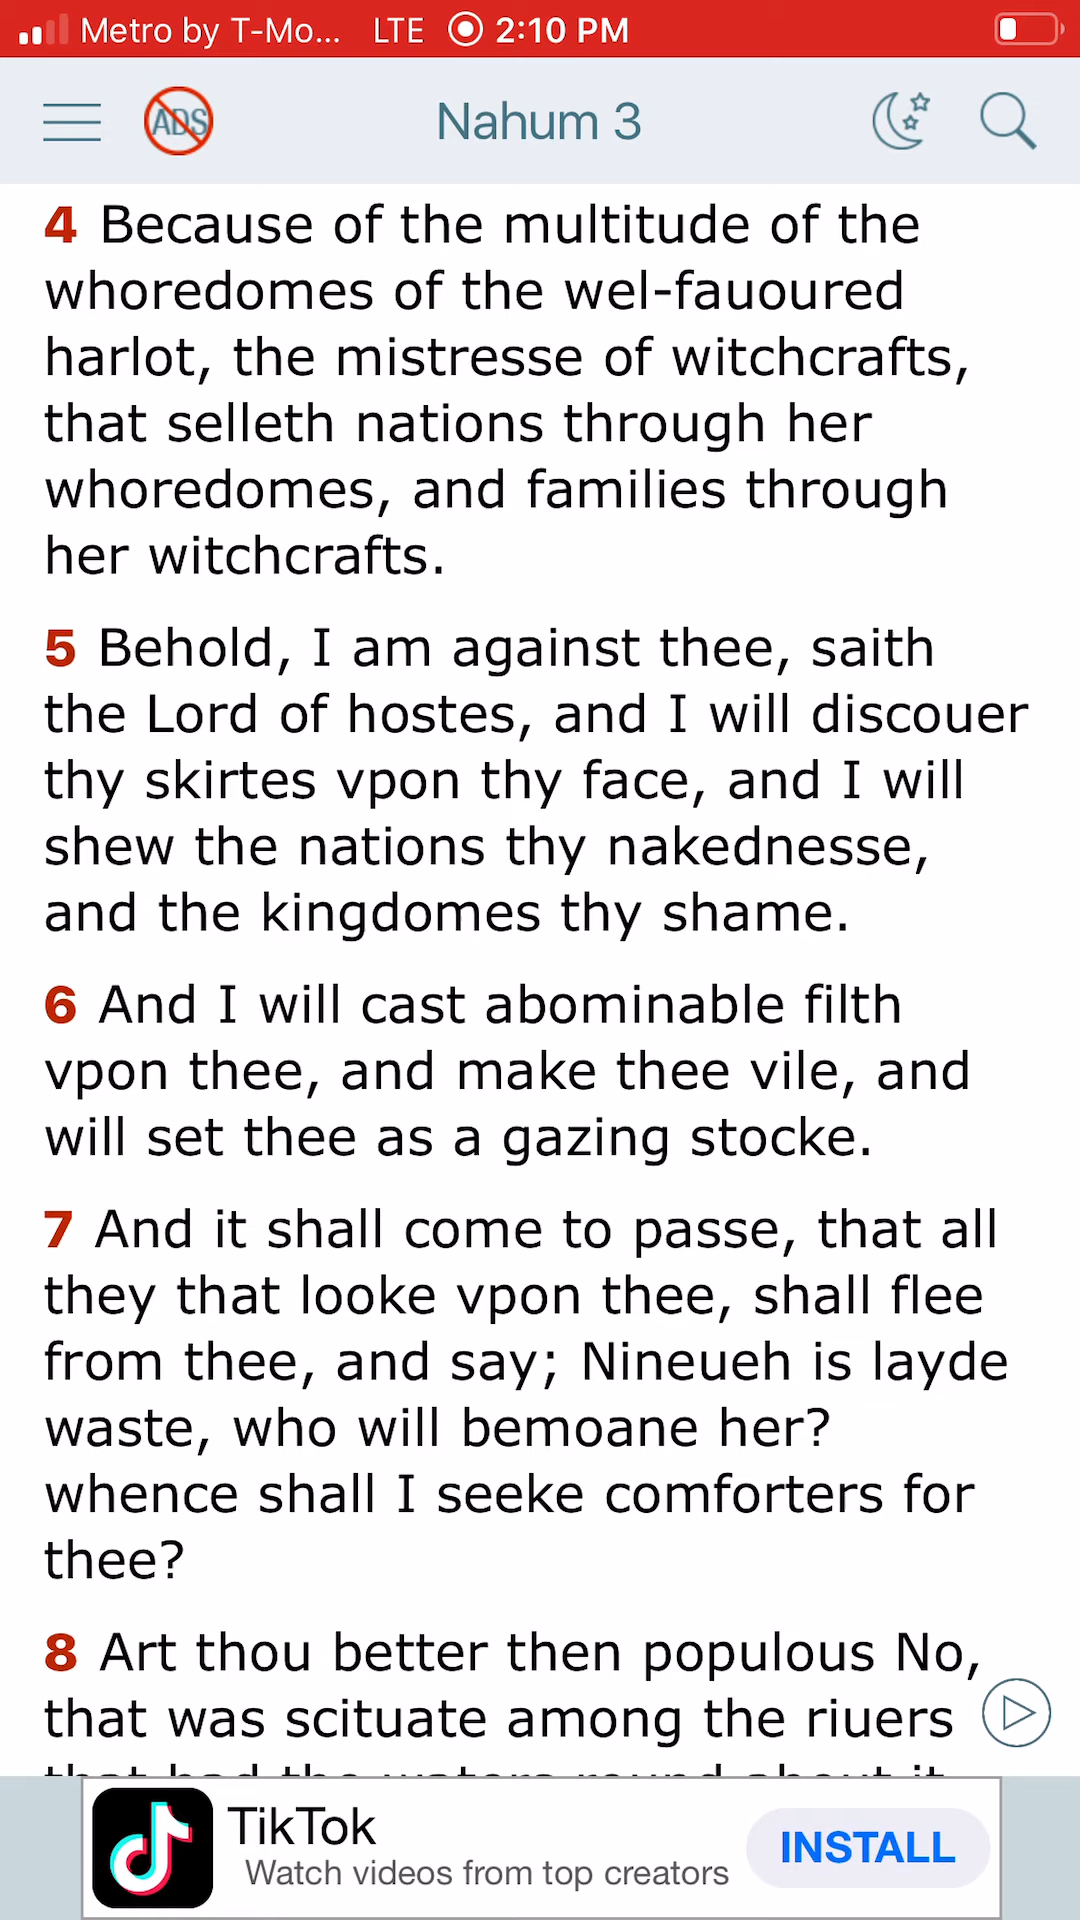 Metro by T-Mo... LTE 2:10 PM
ADS Nahum 3
4 Because of the multitude of the
whoredomes of the wel-fauoured
harlot, the mistresse of witchcrafts,
that selleth nations through her
whoredomes, and families through
her witchcrafts.
5 Behold, I am against thee, saith
the Lord of hostes, and I will discouer
thy skirtes vpon thy face, and I will
shew the nations thy nakednesse,
and the kingdomes thy shame.
6 And I will cast abominable filth
vpon thee, and make thee vile, and
will set thee as a gazing stocke.
7 And it shall come to passe, that all
they that looke vpon thee, shall flee
from thee, and say; Nineueh is layde
waste, who will bemoane her?
whence shall I seeke comforters for
thee?
8 Art thou better then populous No,
that was scituate among the riuers
that had the waters round about it
TikTok
Watch videos from top creators
INSTALL